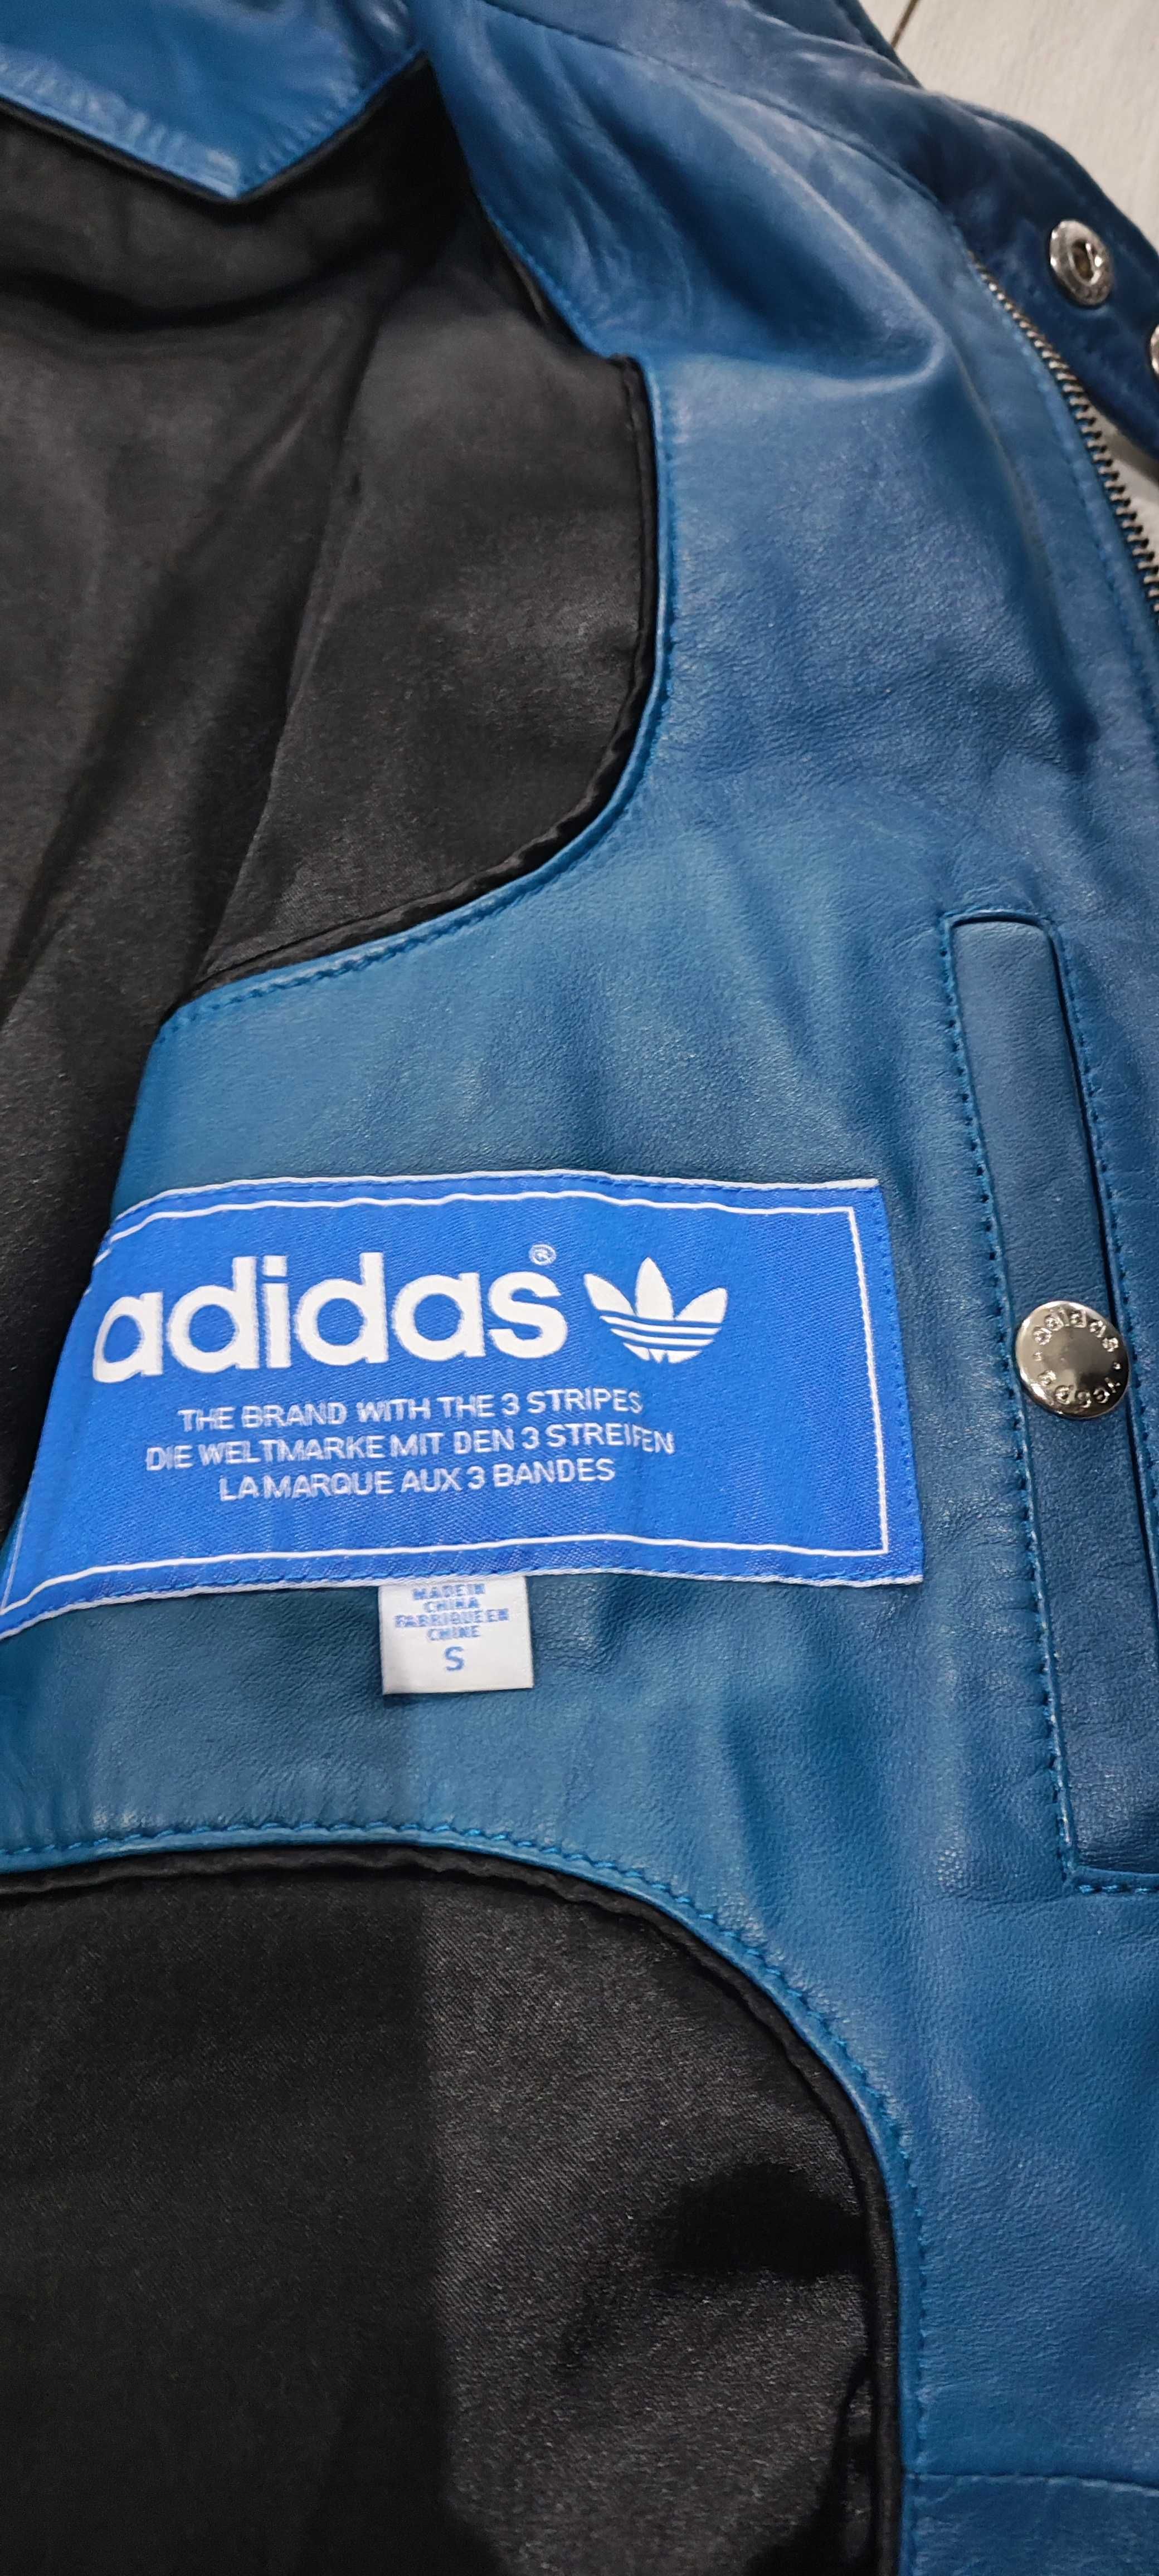 adidas®
THE BRAND WITH THE 3 STRIPES
DIE WELTMARKE MIT DEN 3 STREIFEN
LA MARQUE AUX 3 BANDES
adidas
MADE IN
CHINA
FABRIQUE EN
CHINE
S